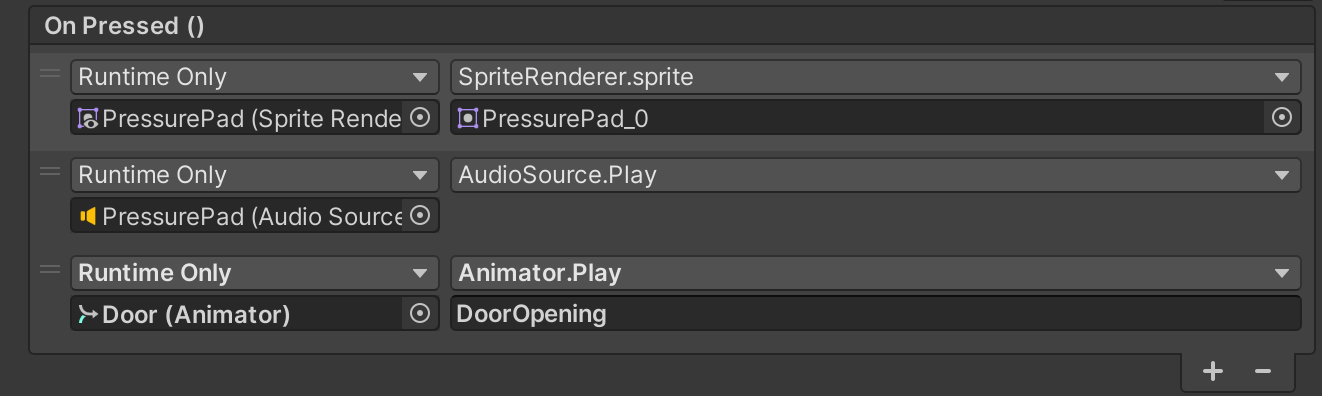 On Pressed ()
Runtime Only
SpriteRenderer.sprite
PressurePad (Sprite Rende
PressurePad_0
Runtime Only
AudioSource.Play
PressurePad (Audio Source
Runtime Only
Animator.Play
Door (Animator)
DoorOpening